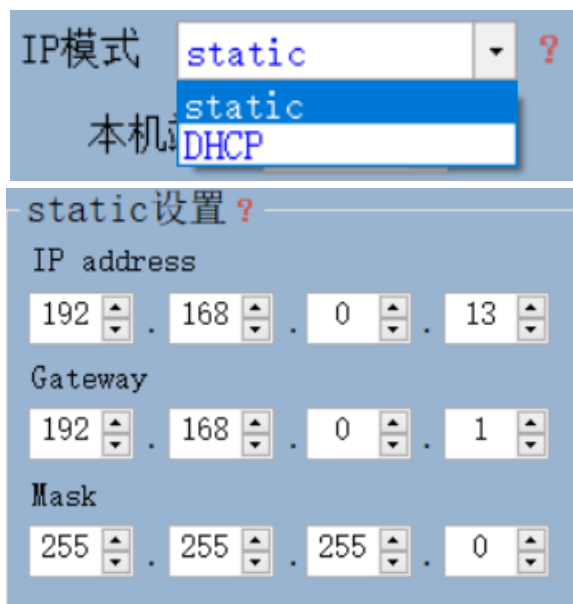 IP模式 static ?
static
本机
DHCP
static设置?
IP address
192 . 168 . 0 . 13
Gateway
192 . 168 . 0 . 1
Mask
255 . 255 . 255 . 0